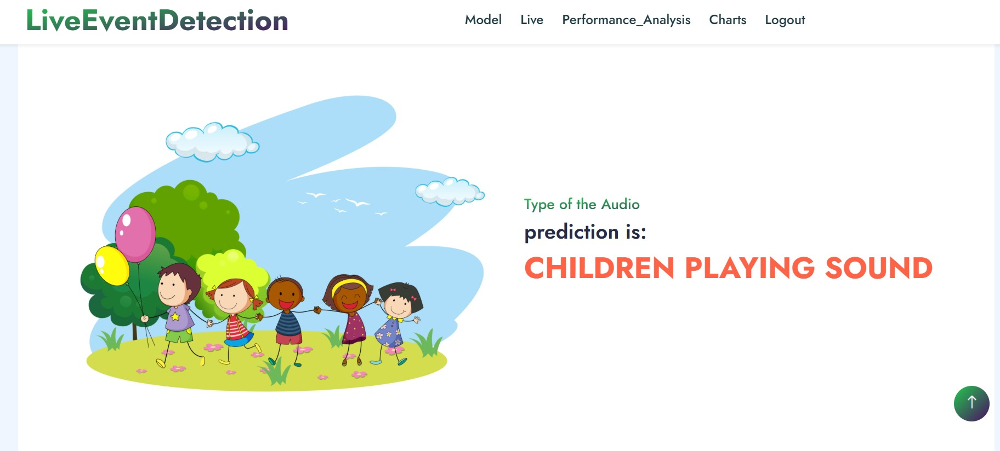 LiveEventDetection
Model Live Performance_Analysis Charts Logout
Type of the Audio
prediction is:
CHILDREN PLAYING SOUND